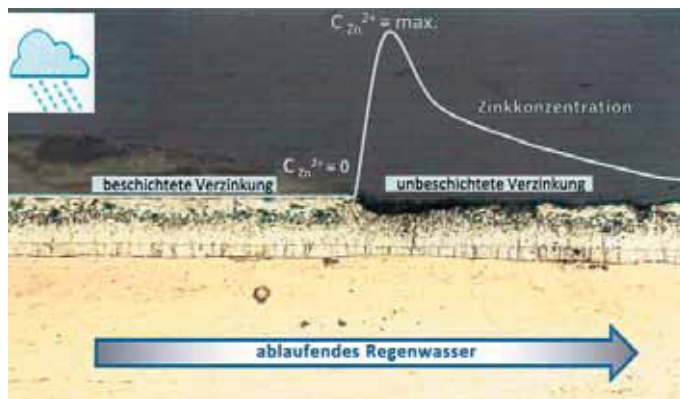 C Zn²⁺ = max.
Zinkkonzentration
C Zn²⁺ = 0
beschichtete Verzinkung
unbeschichtete Verzinkung
ablaufendes Regenwasser